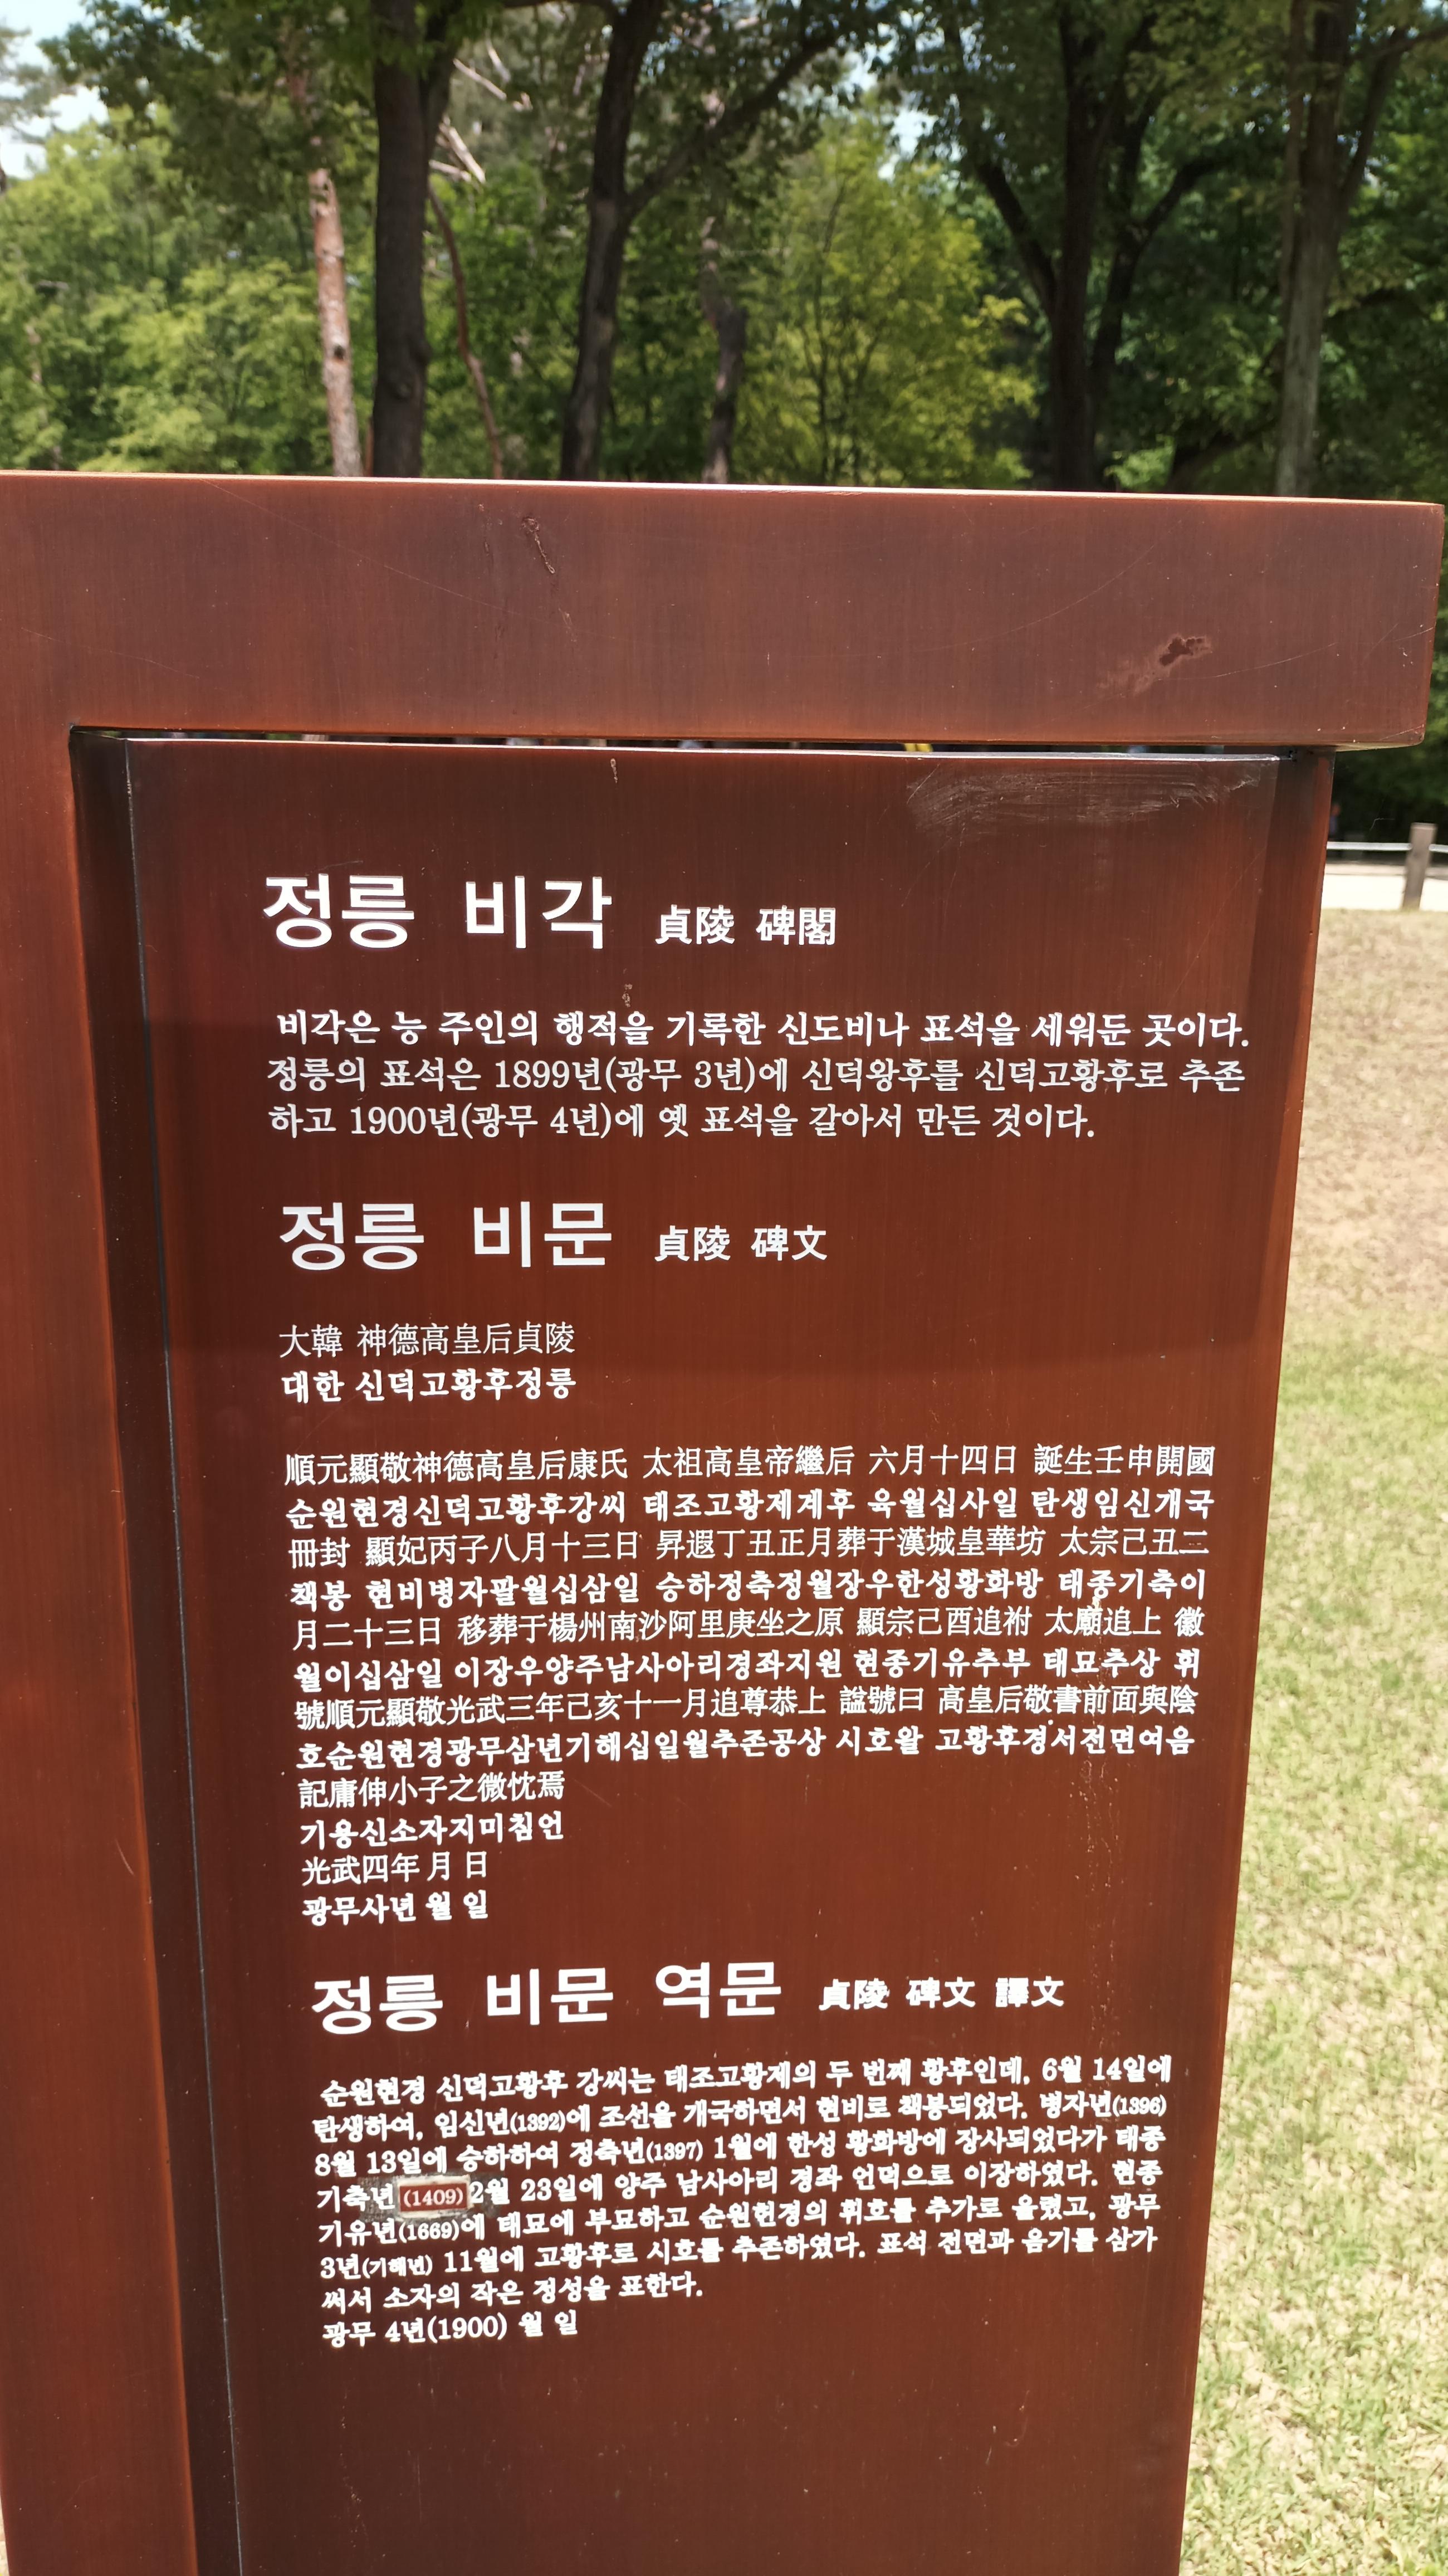 정릉 비각 貞陵 碑閣
비각은 능 주인의 행적을 기록한 신도비나 표석을 세워둔 곳이다.
정릉의 표석은 1899년(광무 3년)에 신덕왕후를 신덕고황후로 추존
하고 1900년(광무 4년)에 옛 표석을 갈아서 만든 것이다.
정릉 비문 貞陵 碑文
大韓 神德高皇后貞陵
대한 신덕고황후정릉
順元顯敬神德高皇后康氏 太祖高皇帝繼后 六月十四日 誕生壬申開國
순원현경신덕고황후강씨 태조고황제계후 육월십사일 탄생임신개국
冊封 顯妃丙子八月十三日 昇遐丁丑正月葬于漢城皇華坊 太宗己丑二
책봉 현비병자팔월십삼일 승하정축정월장우한성황화방 태종기축이
月二十三日 移葬于楊州南沙阿里庚坐之原 顯宗己酉追祔 太廟追上 徽
월이십삼일 이장우양주남사아리경좌지원 현종기유추부 태묘추상 휘
號順元顯敬光武三年己亥十一月追尊恭上 諡號曰 高皇后敬書前面與陰
호순원현경광무삼년기해십일월추존공상 시호왈 고황후경서전면여음
記庸伸小子之微忱焉
기용신소자지미침언
光武四年 月 日
광무사년 월 일
정릉 비문 역문 貞陵 碑文 譯文
순원현경 신덕고황후 강씨는 태조고황제의 두 번째 황후인데, 6월 14일에
탄생하여, 임신년(1392)에 조선을 개국하면서 현비로 책봉되었다. 병자년(1396)
8월 13일에 승하하여 정축년(1397) 1월에 한성 황화방에 장사되었다가 태종
기축년(1409) 2월 23일에 양주 남사아리 경좌 언덕으로 이장하였다. 현종
기유년(1669)에 태묘에 부묘하고 순원현경의 휘호를 추가로 올렸고, 광무
3년(기해년) 11월에 고황후로 시호를 추존하였다. 표석 전면과 음기를 삼가
써서 소자의 작은 정성을 표한다.
광무 4년(1900) 월 일